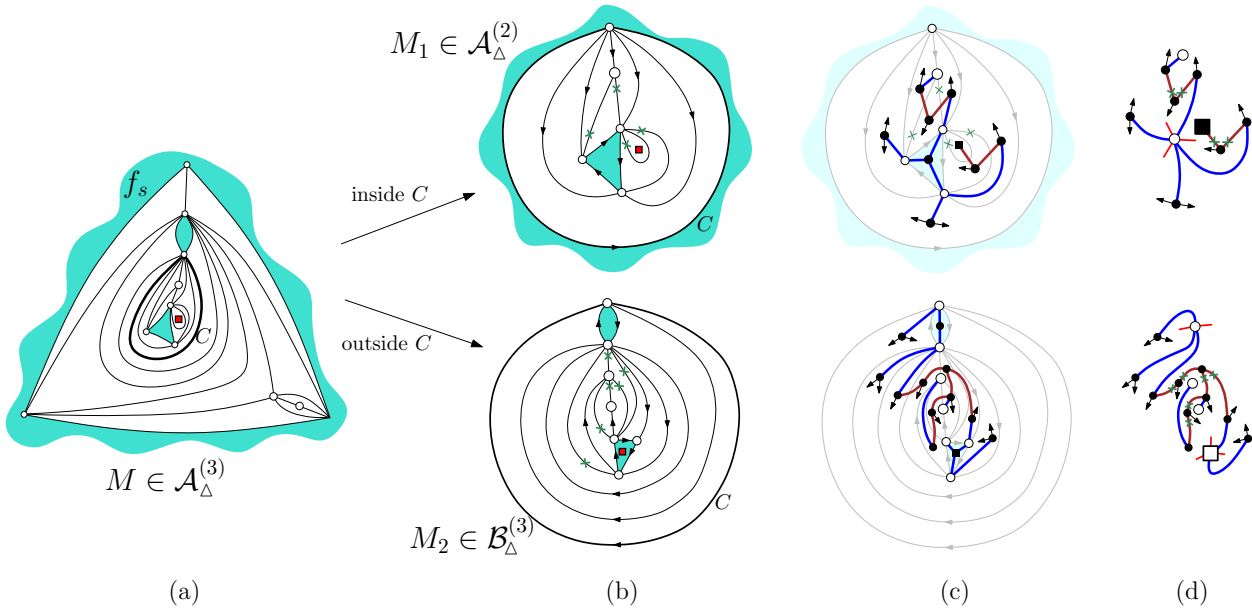 M₁ ∈ 𝒜_△^(2)
C
f_s
inside C
C
outside C
M ∈ 𝒜_△^(3)
C
M₂ ∈ ℬ_△^(3)
(a) (b) (c) (d)